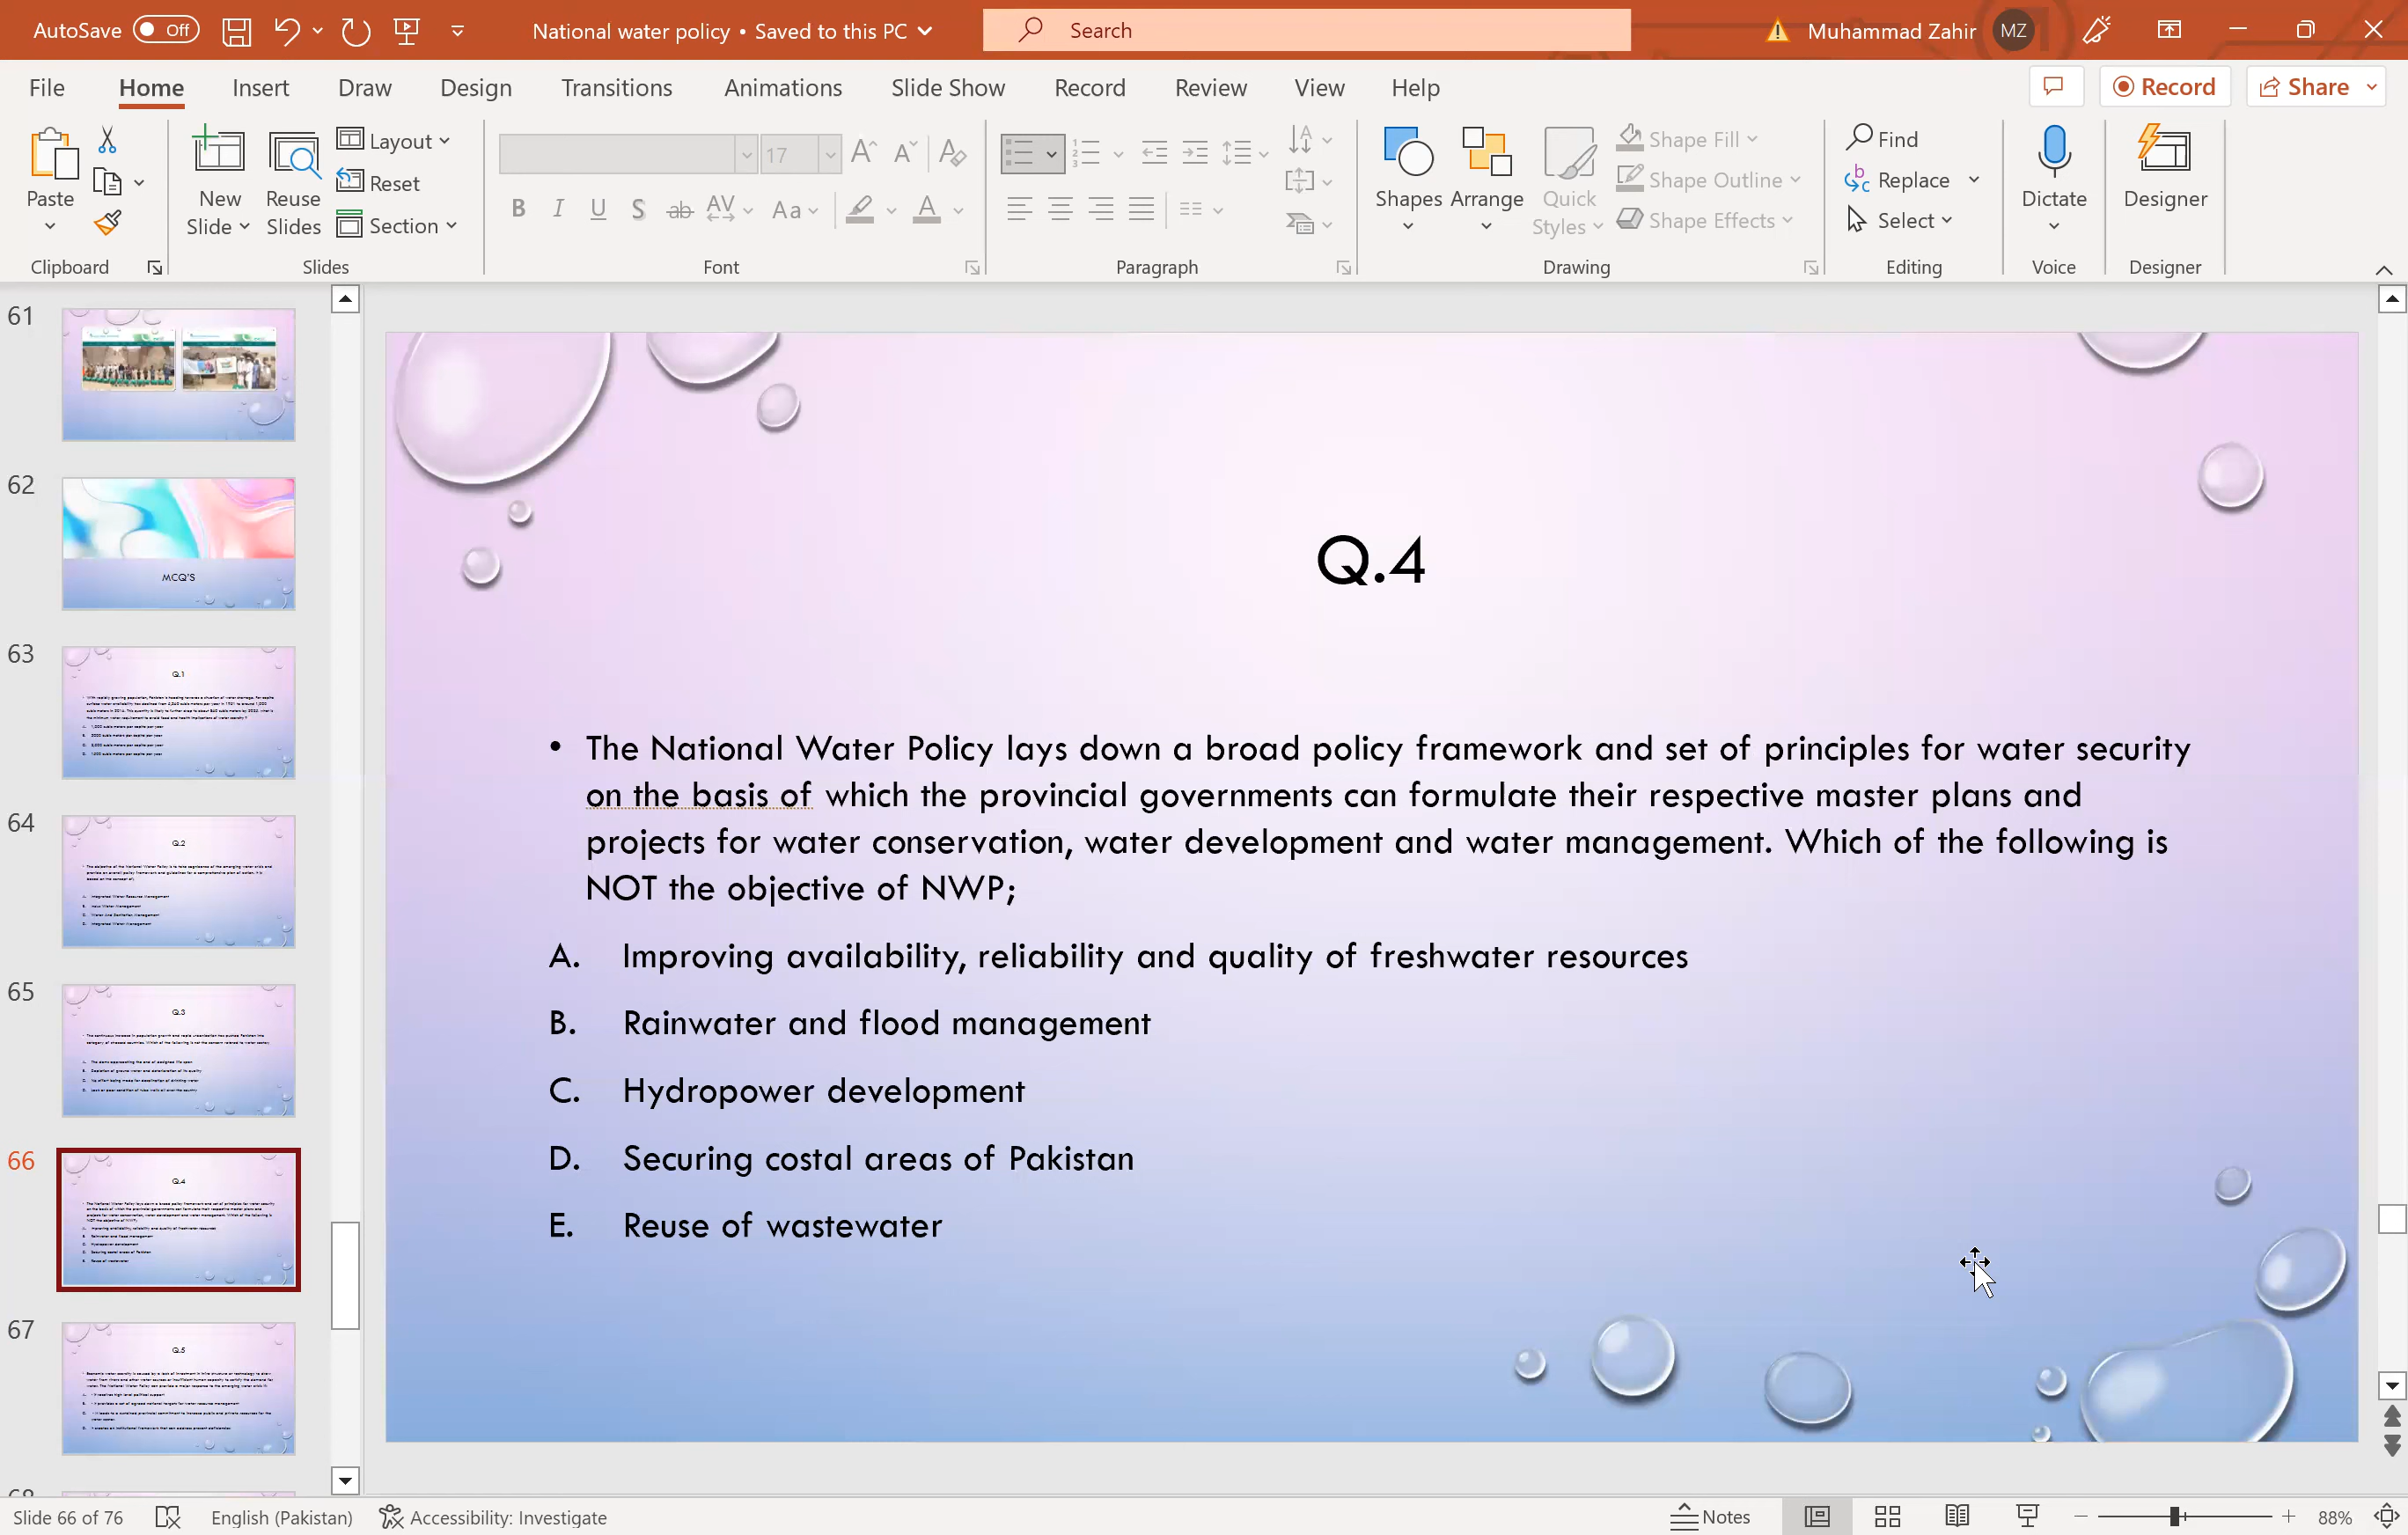 AutoSave Off
National water policy • Saved to this PC
Search
Muhammad Zahir MZ
File Home Insert Draw Design Transitions Animations Slide Show Record Review View Help
Record Share
Paste
New Slide
Reuse Slides
Layout
Reset
Section
17
Shapes
Arrange
Quick Styles
Shape Fill
Shape Outline
Shape Effects
Find
Replace
Select
Dictate
Designer
Clipboard Slides Font Paragraph Drawing Editing Voice Designer
61
62
MCQ'S
63
Q.1
64
Q.2
65
Q.3
66
Q.4
67
Q.5
Q.4
• The National Water Policy lays down a broad policy framework and set of principles for water security
on the basis of which the provincial governments can formulate their respective master plans and
projects for water conservation, water development and water management. Which of the following is
NOT the objective of NWP;
A. Improving availability, reliability and quality of freshwater resources
B. Rainwater and flood management
C. Hydropower development
D. Securing costal areas of Pakistan
E. Reuse of wastewater
Slide 66 of 76 English (Pakistan) Accessibility: Investigate Notes 88%